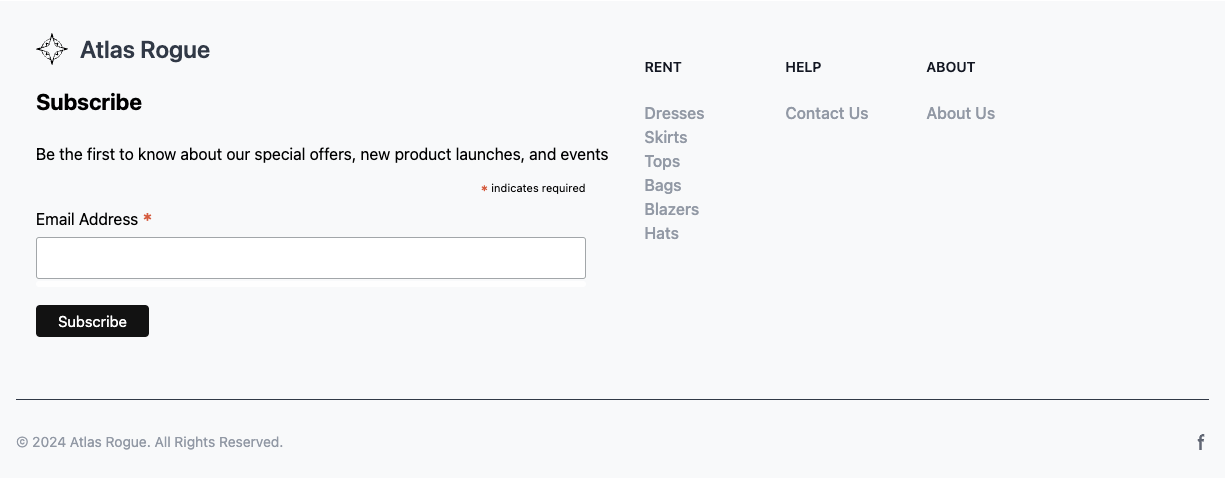 Atlas Rogue
Subscribe
Be the first to know about our special offers, new product launches, and events
* indicates required
Email Address *
Subscribe
RENT
Dresses
Skirts
Tops
Bags
Blazers
Hats
HELP
Contact Us
ABOUT
About Us
© 2024 Atlas Rogue. All Rights Reserved.
f